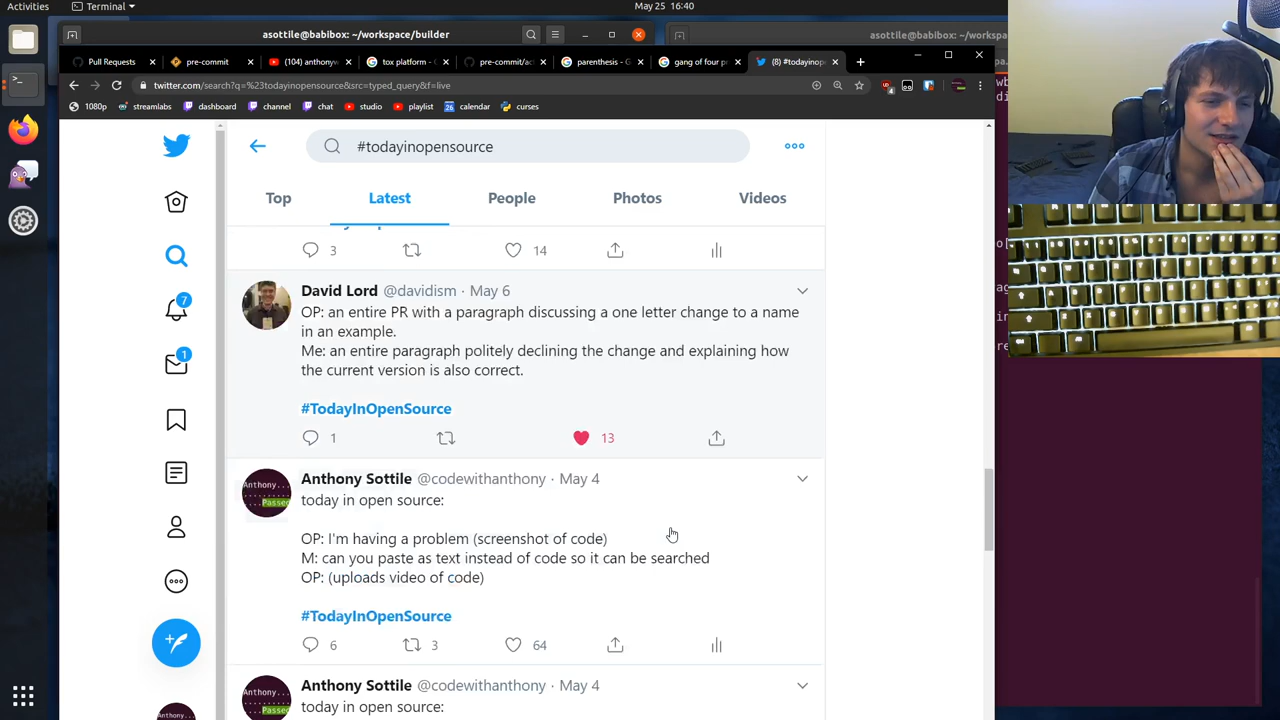 Activities
Terminal
May 25 16:40
asottile@babibox: ~/workspace/builder
asottile@babibox: ~/workspa
Pull Requests
pre-commit
(104) anthonyw
tox platform - G
pre-commit/act
parenthesis - G
gang of four p
(8) #todayinop
twitter.com/search?q=%23todayinopensource&src=typed_query&f=live
1080p
streamlabs
dashboard
channel
chat
studio
playlist
calendar
curses
#todayinopensource
Top
Latest
People
Photos
Videos
3
14
David Lord @davidism · May 6
OP: an entire PR with a paragraph discussing a one letter change to a name
in an example.
Me: an entire paragraph politely declining the change and explaining how
the current version is also correct.
#TodayInOpenSource
1
13
Anthony Sottile @codewithanthony · May 4
today in open source:
OP: I'm having a problem (screenshot of code)
M: can you paste as text instead of code so it can be searched
OP: (uploads video of code)
#TodayInOpenSource
6
3
64
Anthony Sottile @codewithanthony · May 4
today in open source:
7
1
Anthony...
Passed